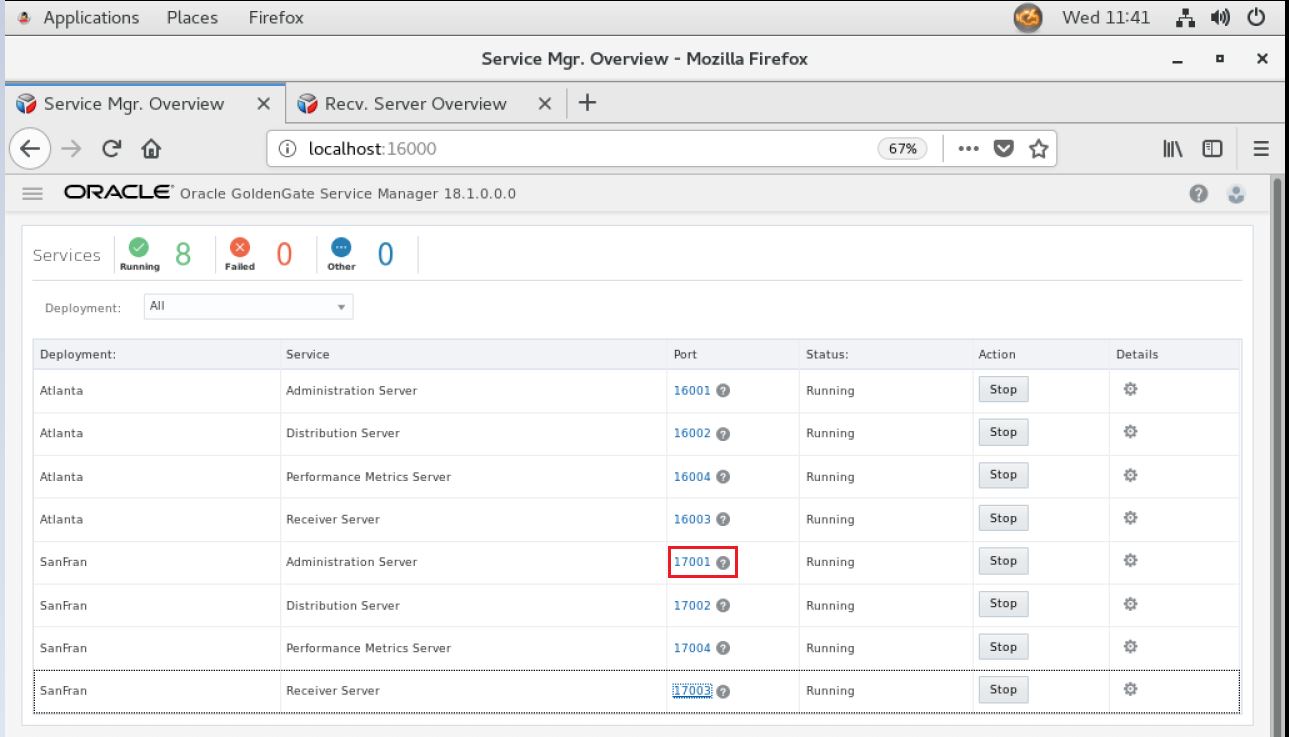 Applications Places Firefox Wed 11:41
Service Mgr. Overview - Mozilla Firefox
Service Mgr. Overview Recv. Server Overview
localhost:16000 67%
ORACLE Oracle GoldenGate Service Manager 18.1.0.0.0
Services Running 8 Failed 0 Other 0
Deployment: All
Deployment: Service Port Status: Action Details
Atlanta Administration Server 16001 Running Stop
Atlanta Distribution Server 16002 Running Stop
Atlanta Performance Metrics Server 16004 Running Stop
Atlanta Receiver Server 16003 Running Stop
SanFran Administration Server 17001 Running Stop
SanFran Distribution Server 17002 Running Stop
SanFran Performance Metrics Server 17004 Running Stop
SanFran Receiver Server 17003 Running Stop